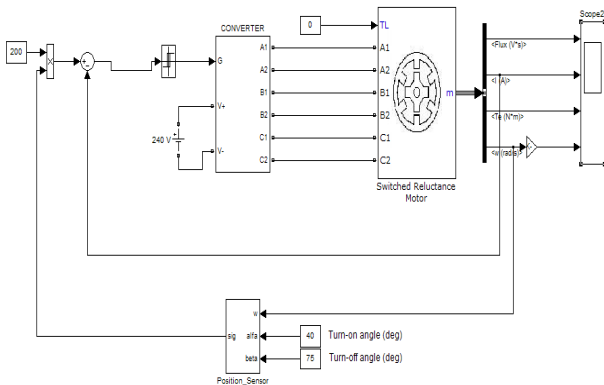 Scope2
CONVERTER
0
TL
<Flux (V*s)>
200
X
G
A1
A1
<I (A)>
A2
A2
B1
B1
m
V+
B2
B2
<Te (N*m)>
240 V
+
C1
C1
V-
C2
C2
<w (rad/s)>
Switched Reluctance
Motor
w
sig
alfa
40
Turn-on angle (deg)
beta
75
Turn-off angle (deg)
Position_Sensor